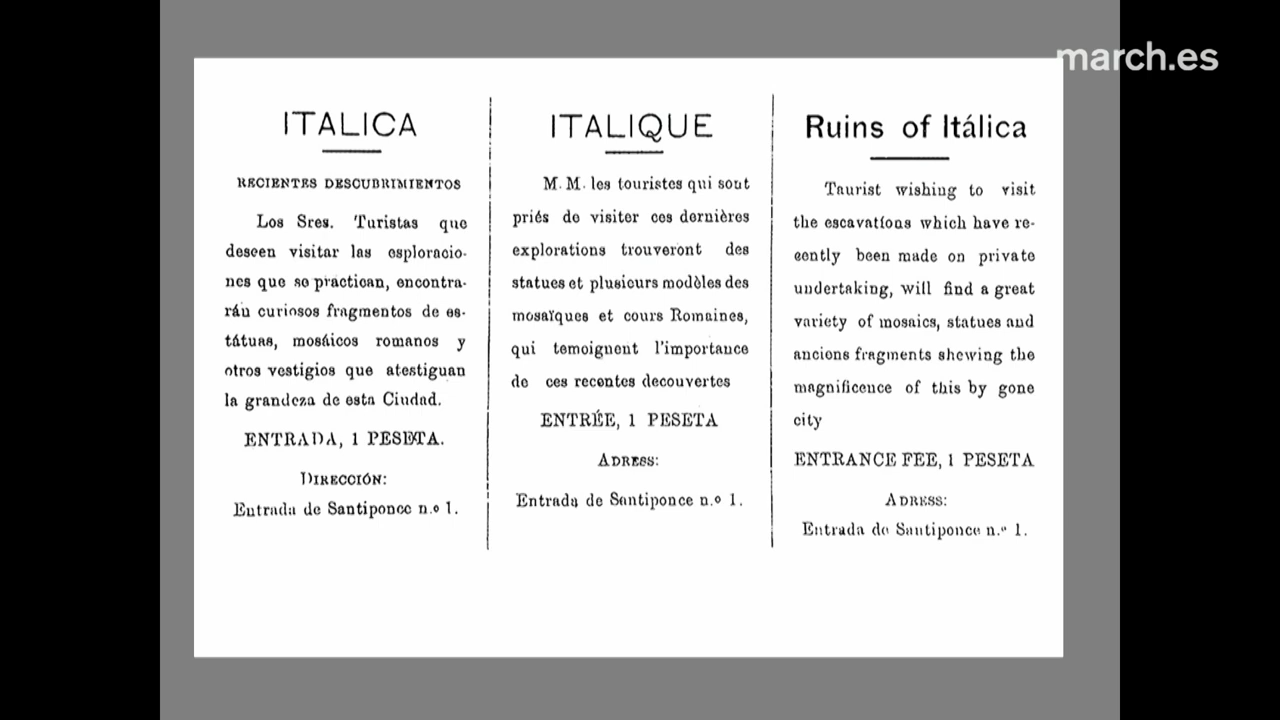 march.es
ITALICA
RECIENTES DESCUBRIMIENTOS
Los Sres. Turistas que
deseen visitar las esploracio-
nes que se practican, encontra-
rán curiosos fragmentos de es-
tátuas, mosáicos romanos y
otros vestigios que atestiguan
la grandeza de esta Ciudad.
ENTRADA, 1 PESETA.
DIRECCIÓN:
Entrada de Santiponce n.º 1.
ITALIQUE
M. M. les touristes qui sont
priés de visiter ces dernières
explorations trouveront des
statues et plusieurs modèles des
mosaïques et cours Romaines,
qui temoignent l'importance
de ces recentes decouvertes
ENTRÉE, 1 PESETA
ADRESS:
Entrada de Santiponce n.º 1.
Ruins of Itálica
Taurist wishing to visit
the escavations which have re-
cently been made on private
undertaking, will find a great
variety of mosaics, statues and
anciens fragments shewing the
magnificence of this by gone
city
ENTRANCE FEE, 1 PESETA
ADRESS:
Entrada de Santiponce n.º 1.